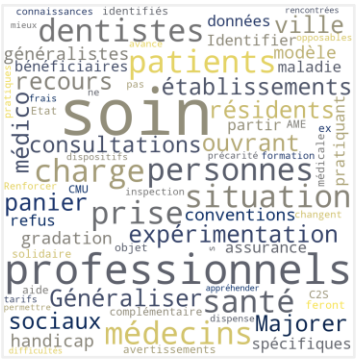 connaissances identifiés rencontrées
mieux dentistes données ville
avance Identifier opposables
généralistes patients modèle
bénéficiaires maladie
pratiques recours établissements
frais ne pas
Etat soin résidents
médico partir AME ex
consultations ouvrant
dispositifs précarité formation médicale pratiquant
charge personnes
Renforcer CMU situation
inspection
panier prise conventions changent
refus expérimentation
gradation objet s assurance
solidaire
professionnels
aide appréhender C2S
tarifs Généraliser santé feront
permettre complémentaire
sociaux dispense Majorer
handicap médecins spécifiques
difficultés avertissements